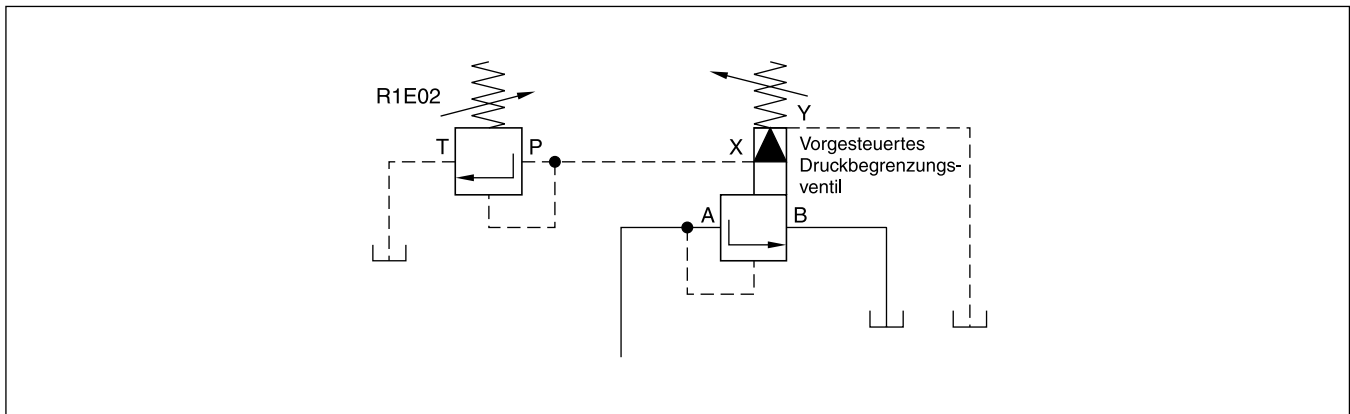 R1E02
T
P
X
Y
Vorgesteuertes
Druckbegrenzungs-
ventil
A
B